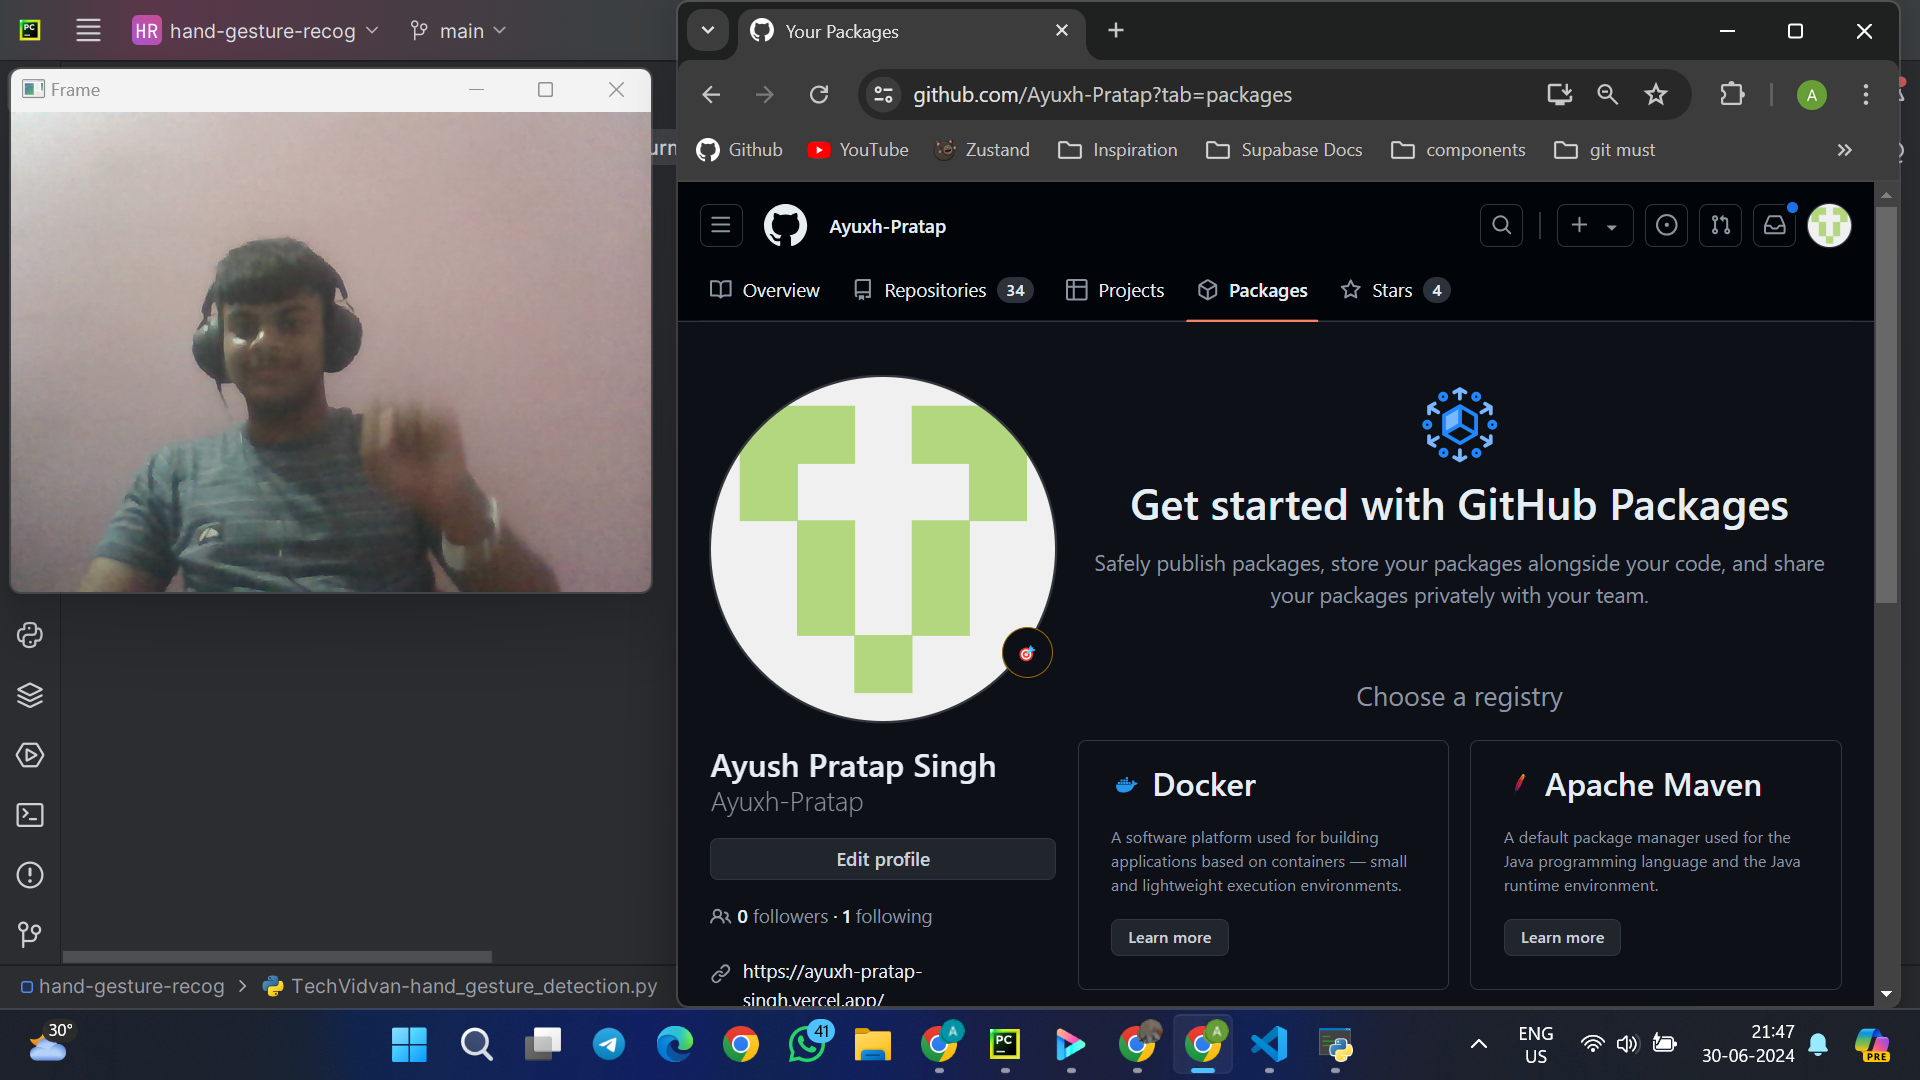 PC
HR hand-gesture-recog
main
Frame
Your Packages
github.com/Ayuxh-Pratap?tab=packages
A
Github
YouTube
Zustand
Inspiration
Supabase Docs
components
git must
Ayuxh-Pratap
Overview
Repositories 34
Projects
Packages
Stars 4
Get started with GitHub Packages
Safely publish packages, store your packages alongside your code, and share
your packages privately with your team.
Choose a registry
Ayush Pratap Singh
Ayuxh-Pratap
Edit profile
0 followers · 1 following
https://ayuxh-pratap-
singh.vercel.app/
Docker
A software platform used for building
applications based on containers — small
and lightweight execution environments.
Learn more
Apache Maven
A default package manager used for the
Java programming language and the Java
runtime environment.
Learn more
hand-gesture-recog > TechVidvan-hand_gesture_detection.py
30°
41
A
PC
A
ENG
US
21:47
30-06-2024
PRE